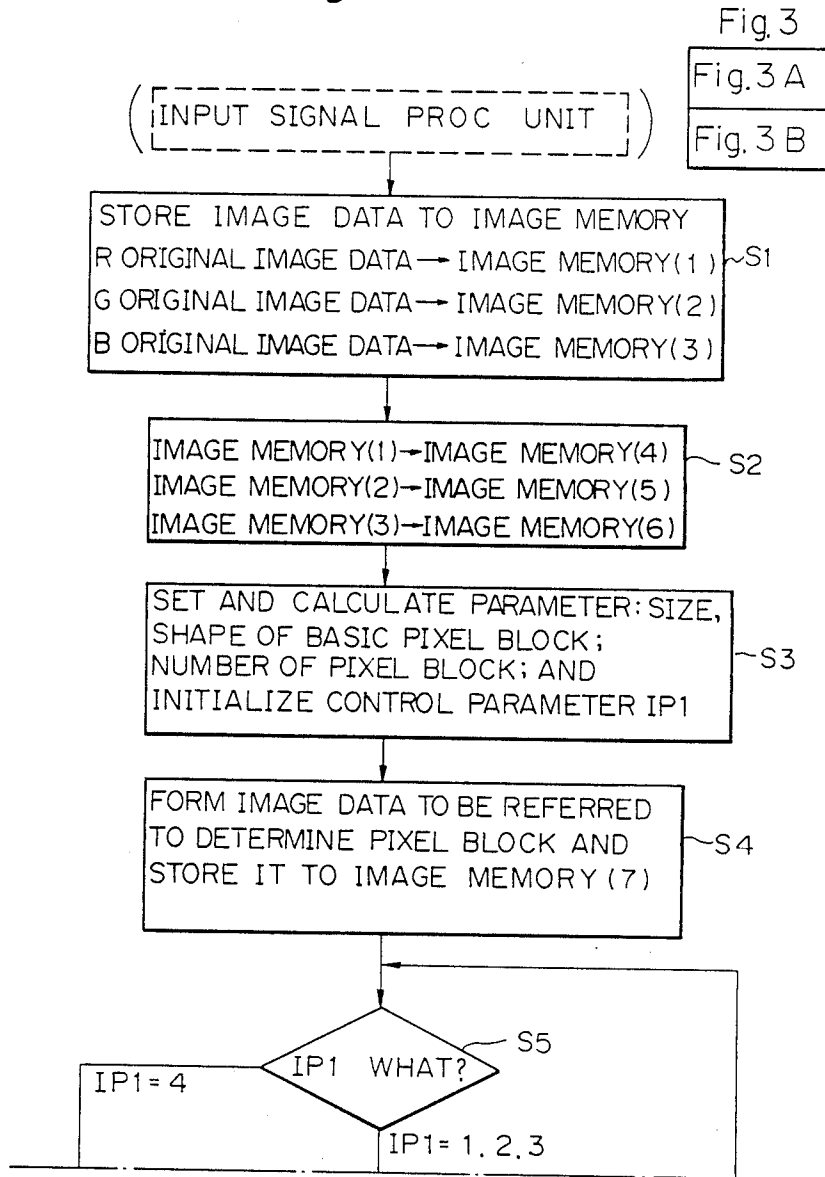 Fig. 3
Fig. 3 A
Fig. 3 B
(INPUT SIGNAL PROC UNIT)
STORE IMAGE DATA TO IMAGE MEMORY
R ORIGINAL IMAGE DATA → IMAGE MEMORY(1)
G ORIGINAL IMAGE DATA → IMAGE MEMORY(2)
B ORIGINAL IMAGE DATA → IMAGE MEMORY(3)
S1
IMAGE MEMORY(1)→IMAGE MEMORY(4)
IMAGE MEMORY(2)→IMAGE MEMORY(5)
IMAGE MEMORY(3)→IMAGE MEMORY(6)
S2
SET AND CALCULATE PARAMETER: SIZE,
SHAPE OF BASIC PIXEL BLOCK;
NUMBER OF PIXEL BLOCK; AND
INITIALIZE CONTROL PARAMETER IP1
S3
FORM IMAGE DATA TO BE REFERRED
TO DETERMINE PIXEL BLOCK AND
STORE IT TO IMAGE MEMORY (7)
S4
IP1 WHAT?
S5
IP1 = 4
IP1 = 1, 2, 3